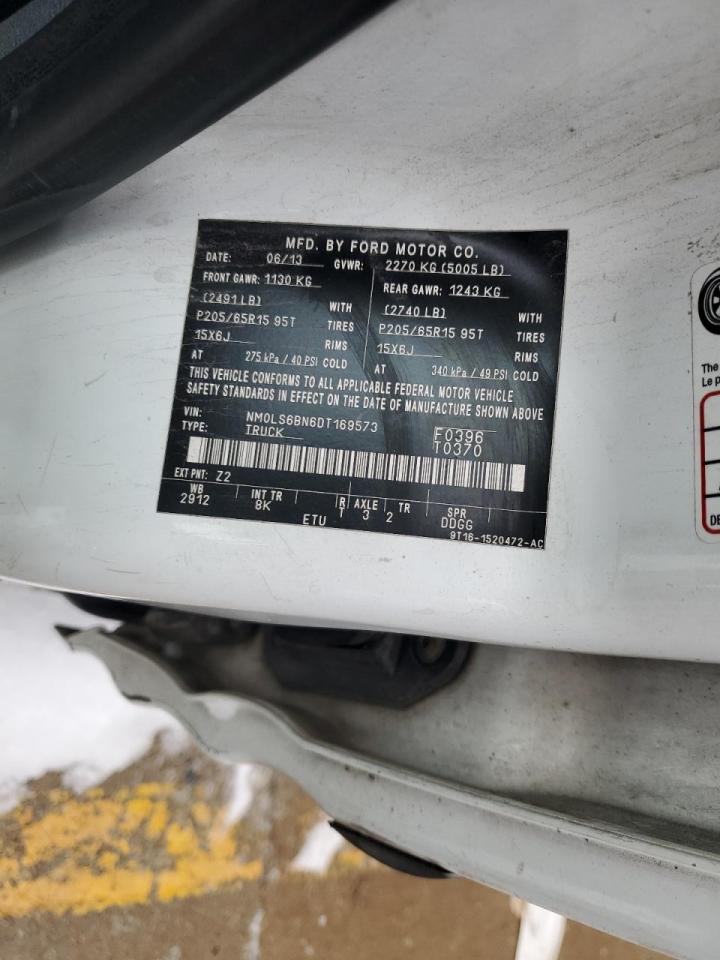 MFD. BY FORD MOTOR CO.
DATE: 06/13 GVWR: 2270 KG (5005 LB)
FRONT GAWR: 1130 KG REAR GAWR: 1243 KG
(2491 LB) WITH (2740 LB) WITH
P205/65R15 95T TIRES P205/65R15 95T TIRES
15X6J RIMS 15X6J RIMS
AT 275 kPa / 40 PSI COLD AT 340 kPa / 49 PSI COLD
THIS VEHICLE CONFORMS TO ALL APPLICABLE FEDERAL MOTOR VEHICLE
SAFETY STANDARDS IN EFFECT ON THE DATE OF MANUFACTURE SHOWN ABOVE
VIN: NM0LS6BN6DT169573 F0396
TYPE: TRUCK T0370
EXT PNT: Z2
WB INT TR R AXLE TR SPR
2912 8K T 3 2 DDGG
ETU 9T16-1520472-AC
The
Le p